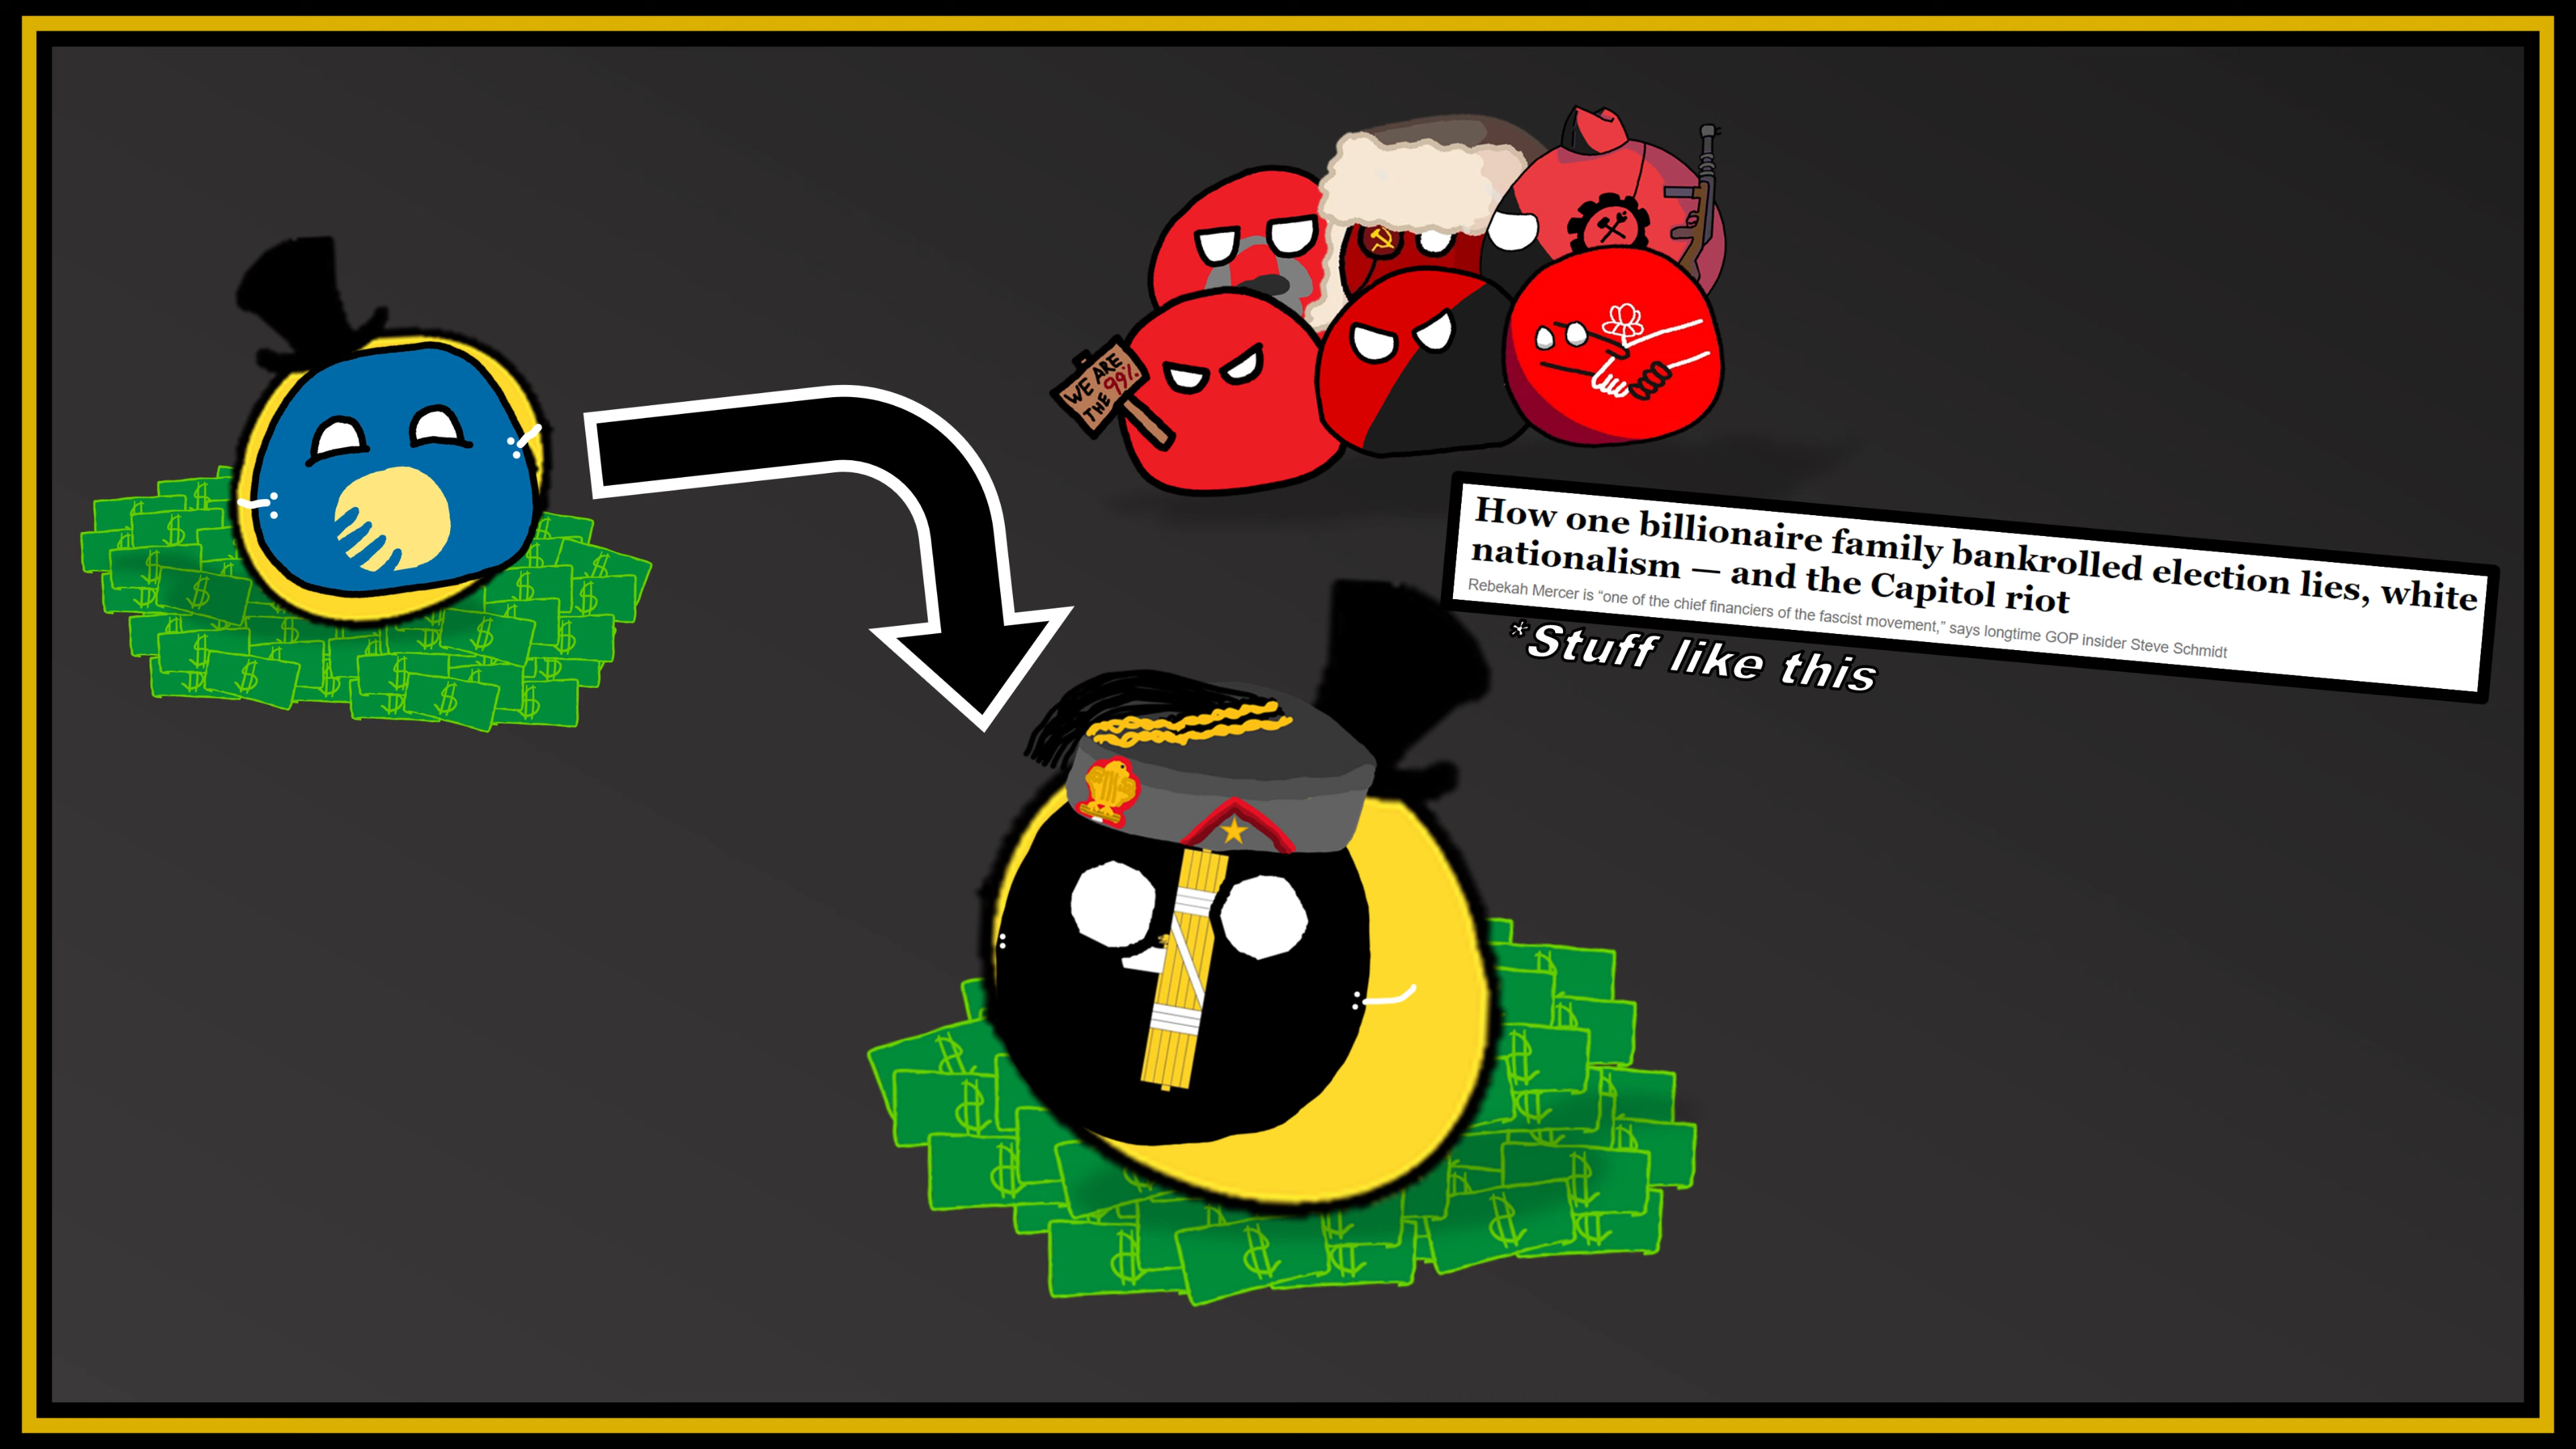 WE ARE
THE 99%
How one billionaire family bankrolled election lies, white
nationalism — and the Capitol riot
Rebekah Mercer is “one of the chief financiers of the fascist movement,” says longtime GOP insider Steve Schmidt
*Stuff like this